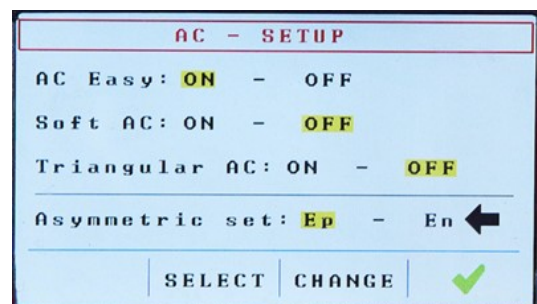 AC - SETUP
AC Easy: ON - OFF
Soft AC: ON - OFF
Triangular AC: ON - OFF
Asymmetric set: Ep - En
SELECT CHANGE